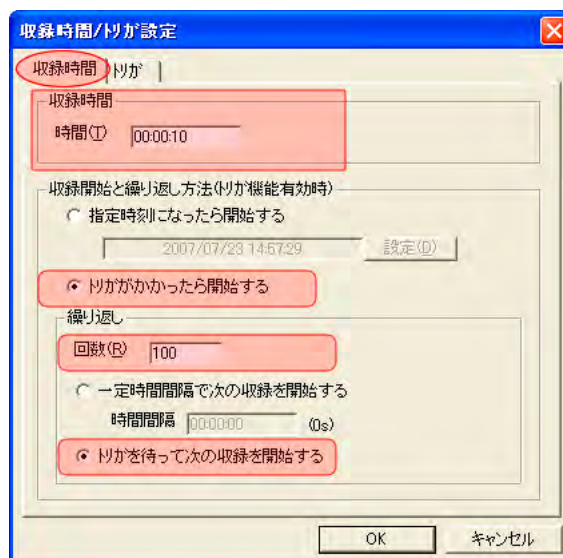 収録時間/トリガ設定
収録時間 トリガ
収録時間
時間(T) 00:00:10
収録開始と繰り返し方法(トリガ機能有効時)
指定時刻になったら開始する
2007/07/23 14:57:29 設定(D)
トリガがかかったら開始する
繰り返し
回数(R) 100
一定時間間隔で次の収録を開始する
時間間隔 00:00:00 (0s)
トリガを待って次の収録を開始する
OK キャンセル